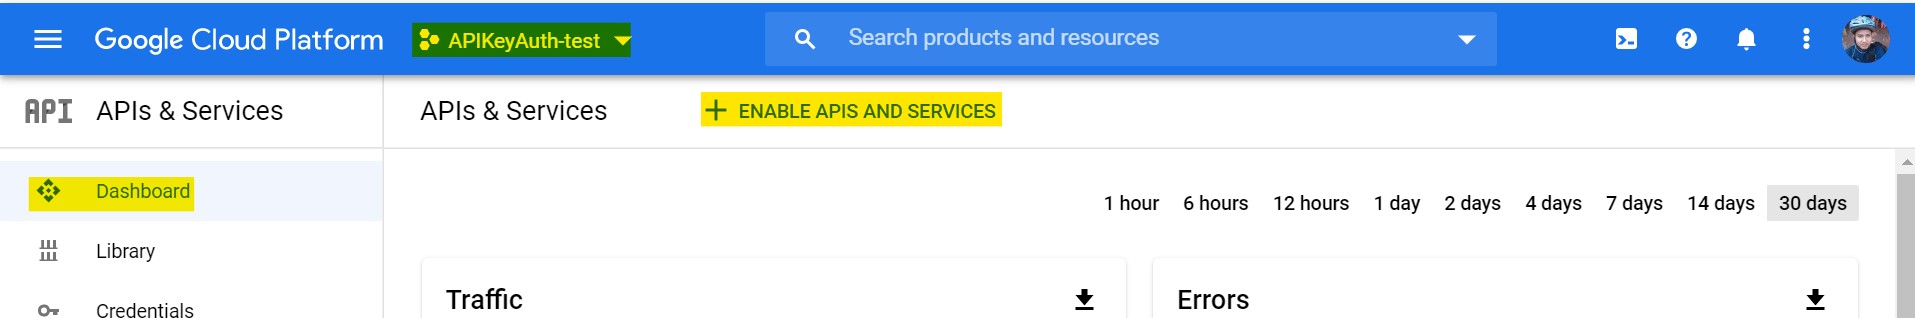 Google Cloud Platform
APIKeyAuth-test
Search products and resources
API
APIs & Services
APIs & Services
ENABLE APIS AND SERVICES
Dashboard
Library
Credentials
1 hour 6 hours 12 hours 1 day 2 days 4 days 7 days 14 days 30 days
Traffic
Errors